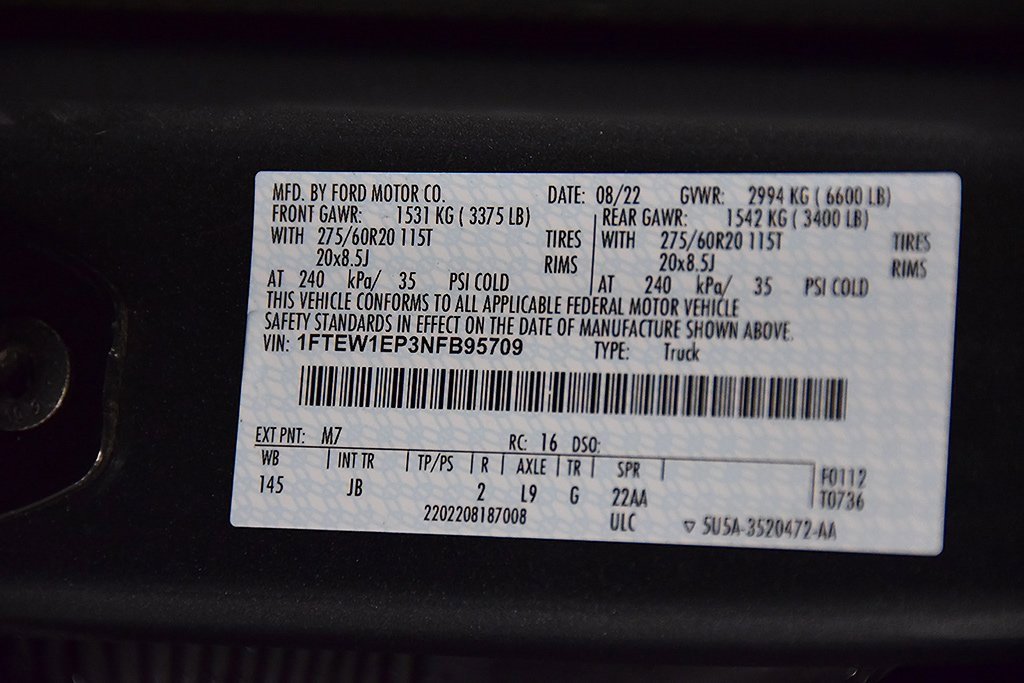 MFD. BY FORD MOTOR CO. DATE: 08/22 GVWR: 2994 KG ( 6600 LB)
FRONT GAWR: 1531 KG ( 3375 LB) REAR GAWR: 1542 KG ( 3400 LB)
WITH 275/60R20 115T TIRES WITH 275/60R20 115T TIRES
20x8.5J RIMS 20x8.5J RIMS
AT 240 kPa/ 35 PSI COLD AT 240 kPa/ 35 PSI COLD
THIS VEHICLE CONFORMS TO ALL APPLICABLE FEDERAL MOTOR VEHICLE
SAFETY STANDARDS IN EFFECT ON THE DATE OF MANUFACTURE SHOWN ABOVE.
VIN: 1FTEW1EP3NFB95709 TYPE: Truck
EXT PNT: M7 RC: 16 DSO:
WB | INT TR | TP/PS | R | AXLE | TR | SPR | F0112
145 JB 2 L9 G 22AA T0736
2202208187008 ULC ▽ 5U5A-3520472-AA